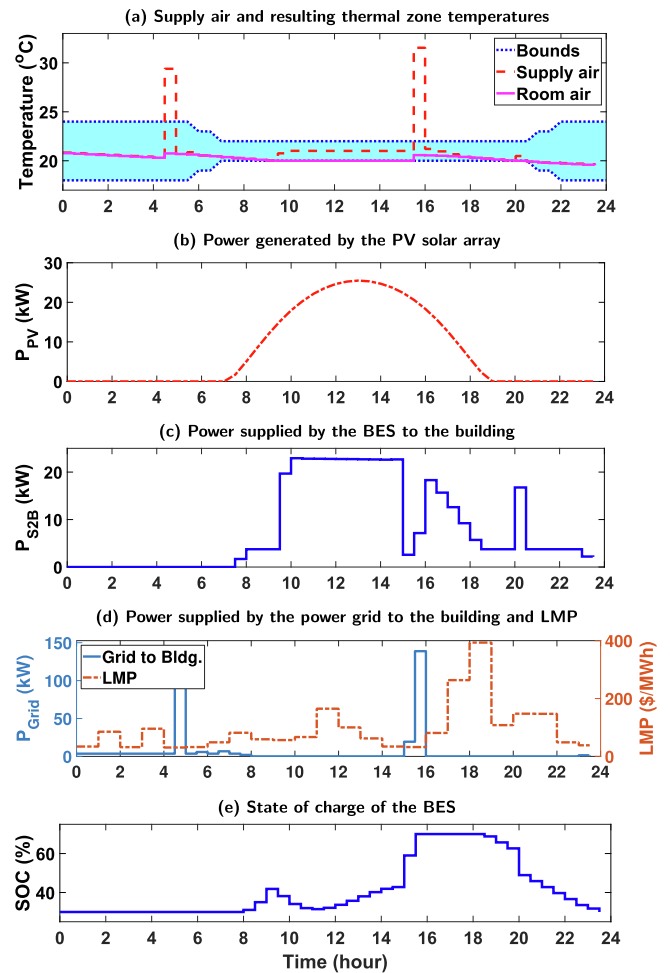 (a) Supply air and resulting thermal zone temperatures
Temperature (°C)
30
25
20
Bounds
Supply air
Room air
0 2 4 6 8 10 12 14 16 18 20 22 24
(b) Power generated by the PV solar array
P_PV (kW)
30
20
10
0
0 2 4 6 8 10 12 14 16 18 20 22 24
(c) Power supplied by the BES to the building
P_S2B (kW)
20
10
0
0 2 4 6 8 10 12 14 16 18 20 22 24
(d) Power supplied by the power grid to the building and LMP
P_Grid (kW)
150
100
50
0
Grid to Bldg.
LMP
400
200
0
LMP ($/MWh)
0 2 4 6 8 10 12 14 16 18 20 22 24
(e) State of charge of the BES
SOC (%)
60
40
0 2 4 6 8 10 12 14 16 18 20 22 24
Time (hour)